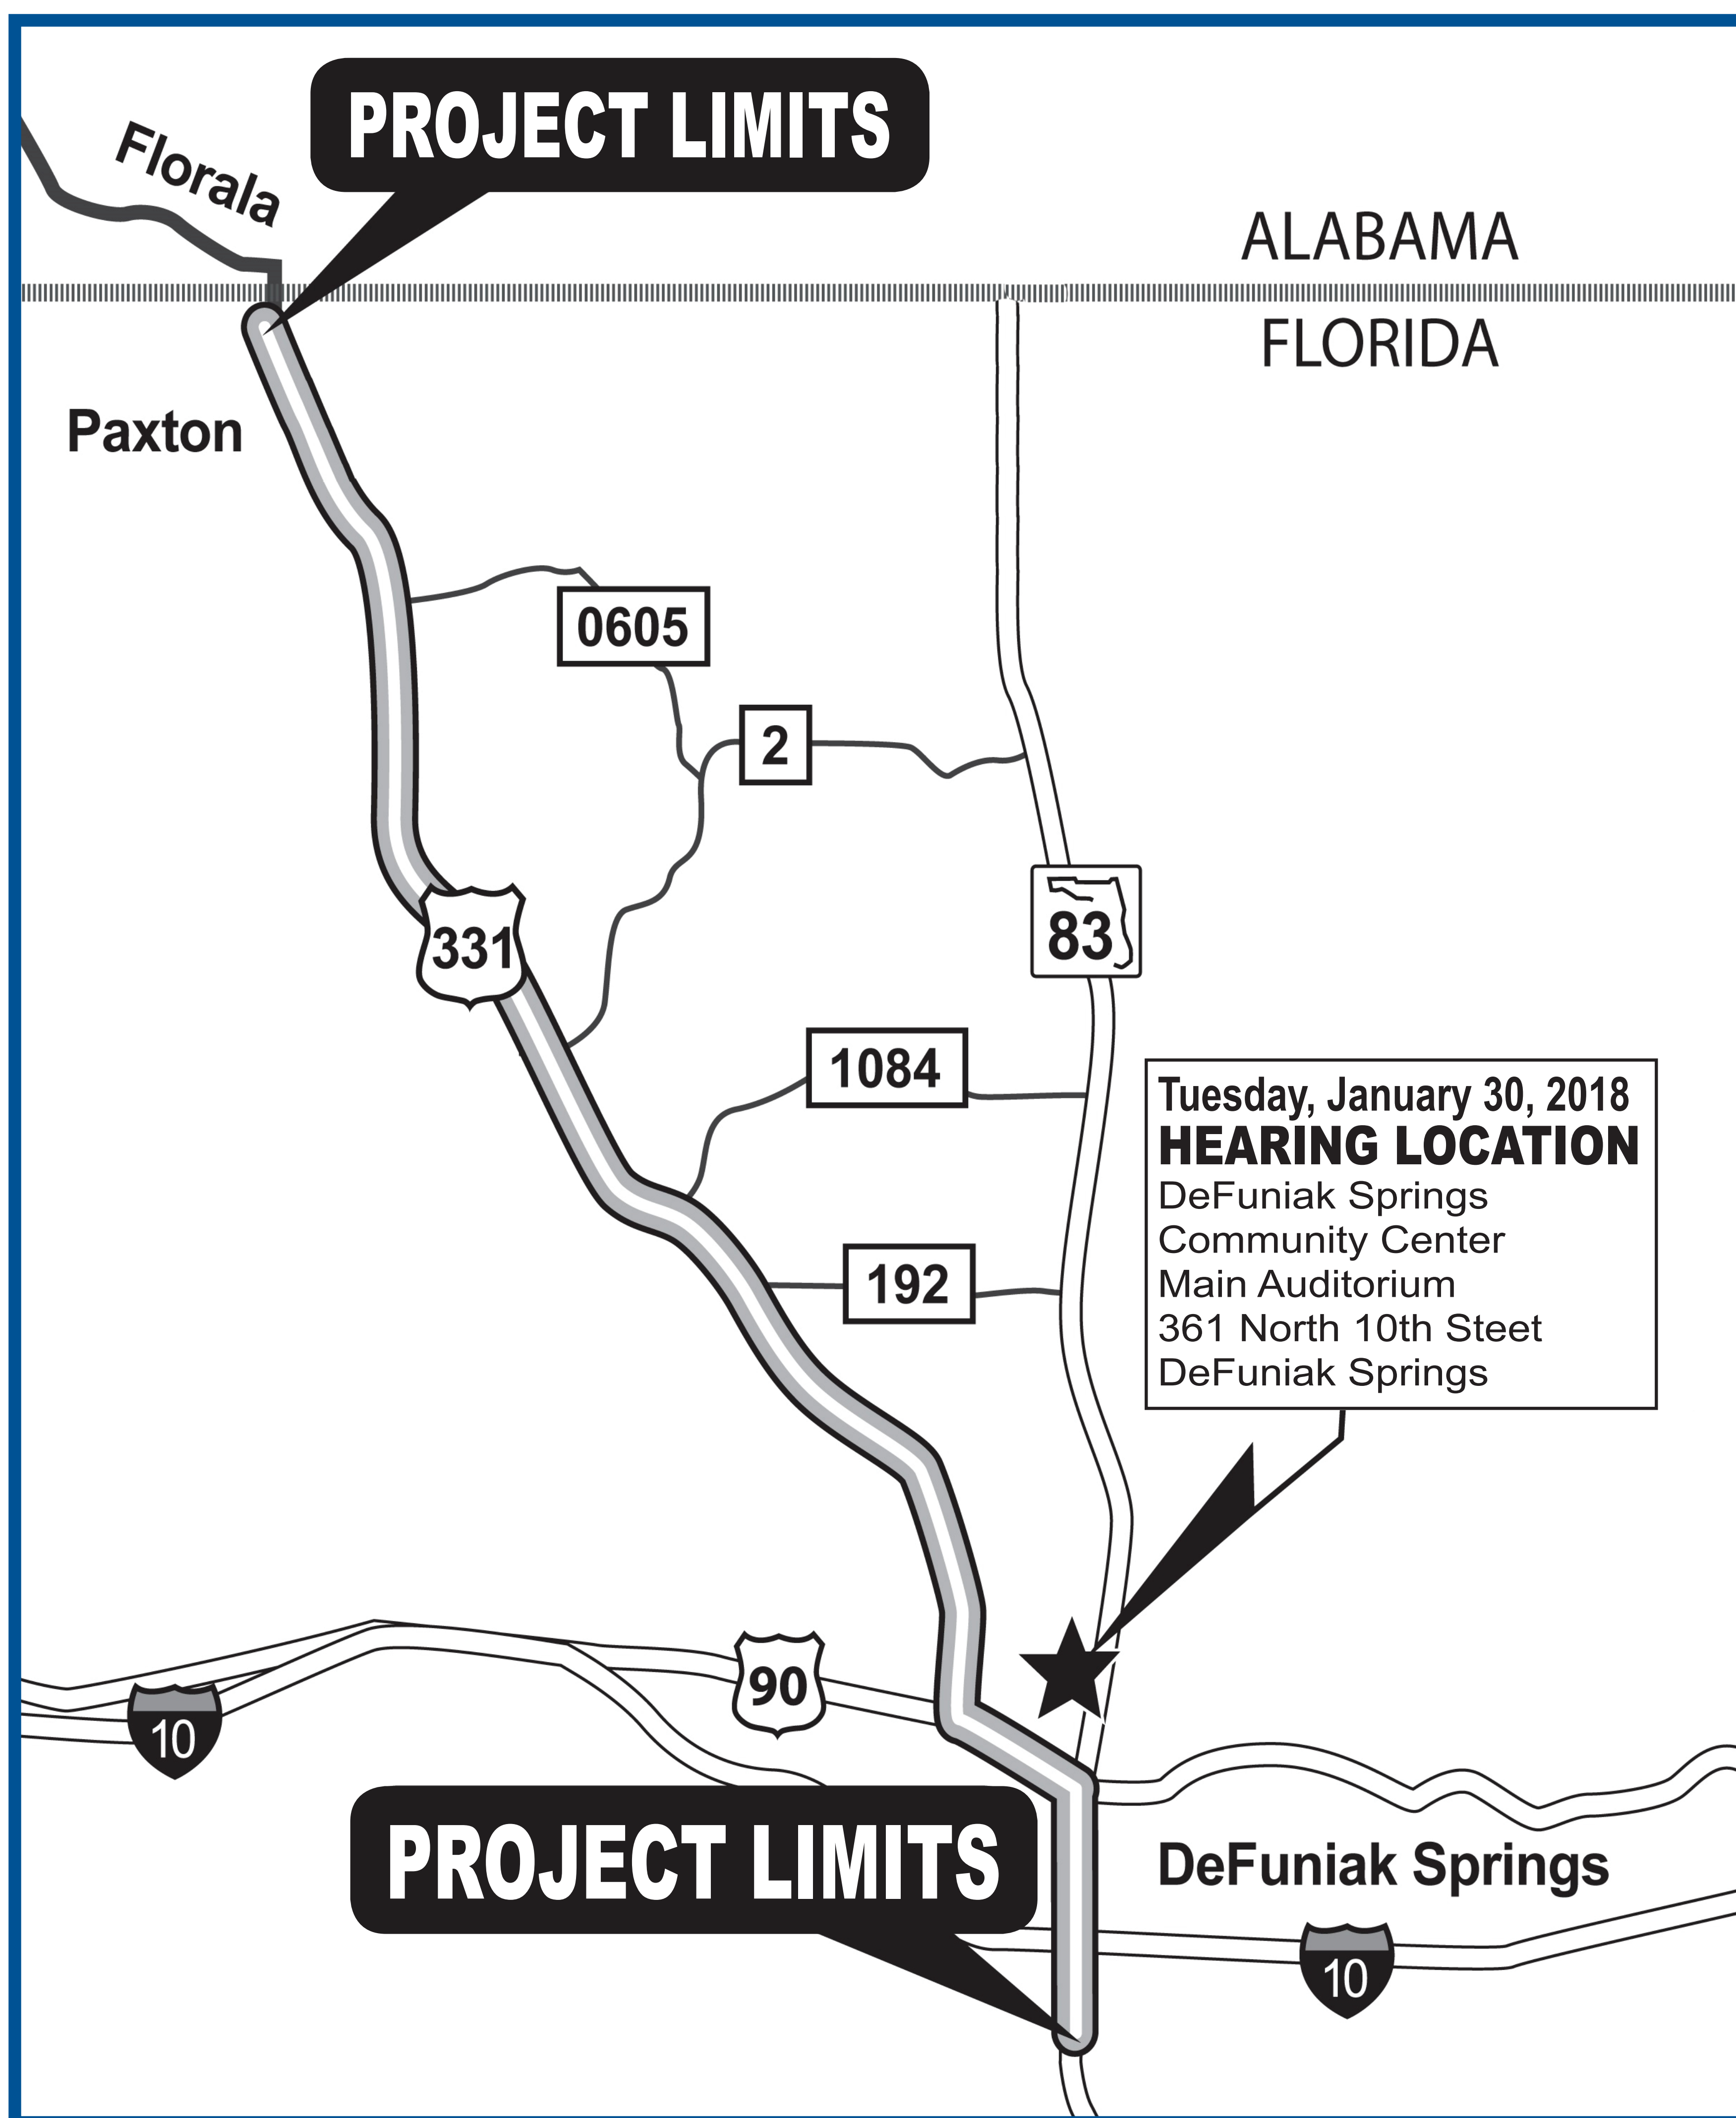 PROJECT LIMITS
Florala
ALABAMA
FLORIDA
Paxton
0605
2
83
331
1084
Tuesday, January 30, 2018
HEARING LOCATION
DeFuniak Springs
Community Center
Main Auditorium
361 North 10th Steet
DeFuniak Springs
192
90
10
PROJECT LIMITS
DeFuniak Springs
10